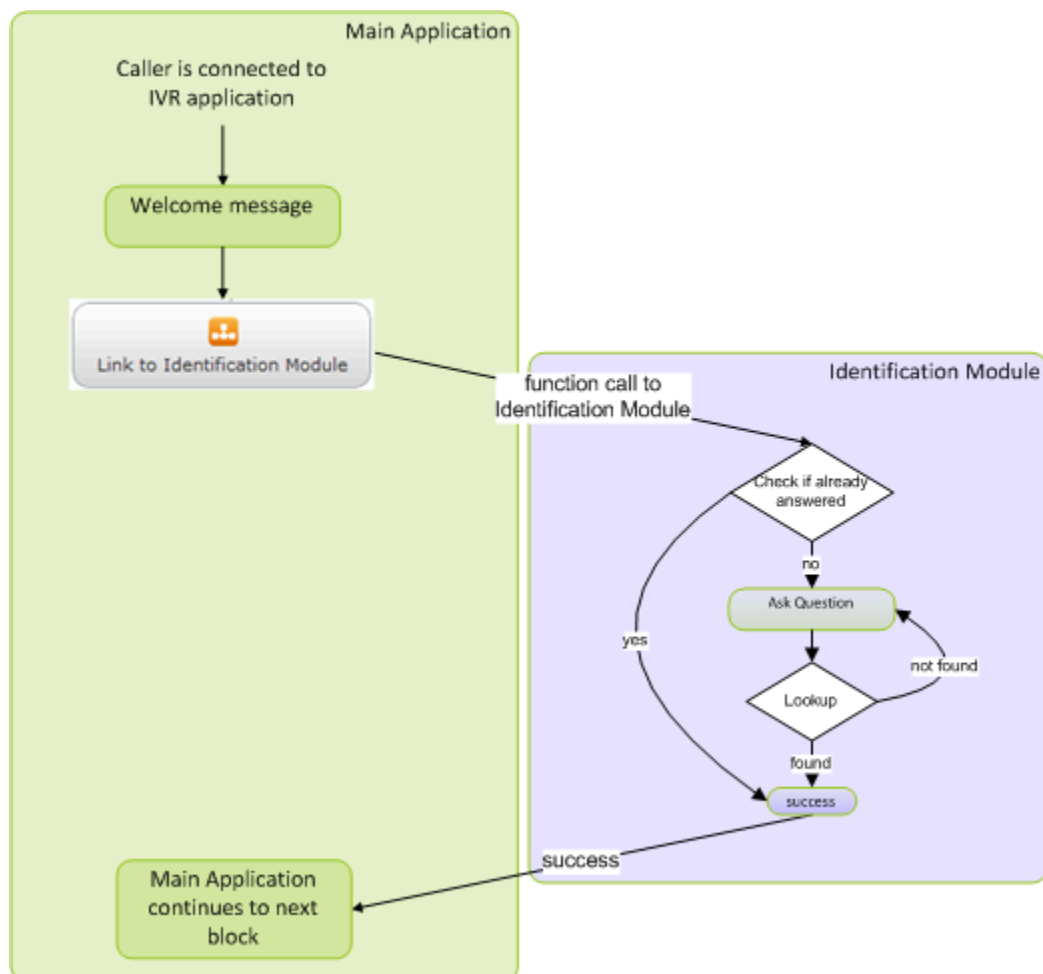 Main Application
Caller is connected to
IVR application
Welcome message
Link to Identification Module
function call to
Identification Module
Identification Module
Check if already
answered
no
Ask Question
yes
not found
Lookup
found
success
success
Main Application
continues to next
block